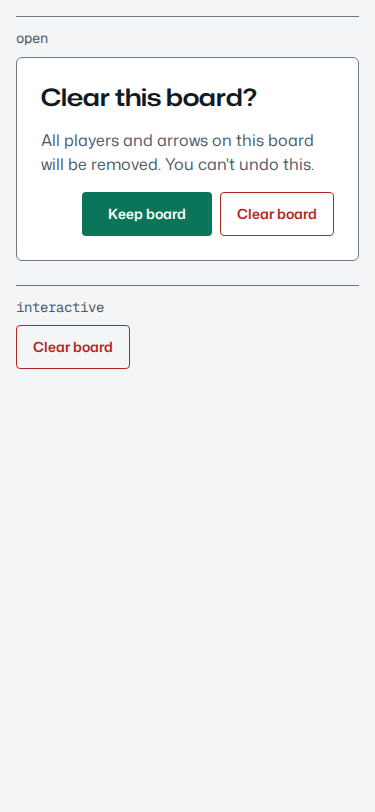 open
Clear this board?
All players and arrows on this board
will be removed. You can't undo this.
Keep board
Clear board
interactive
Clear board